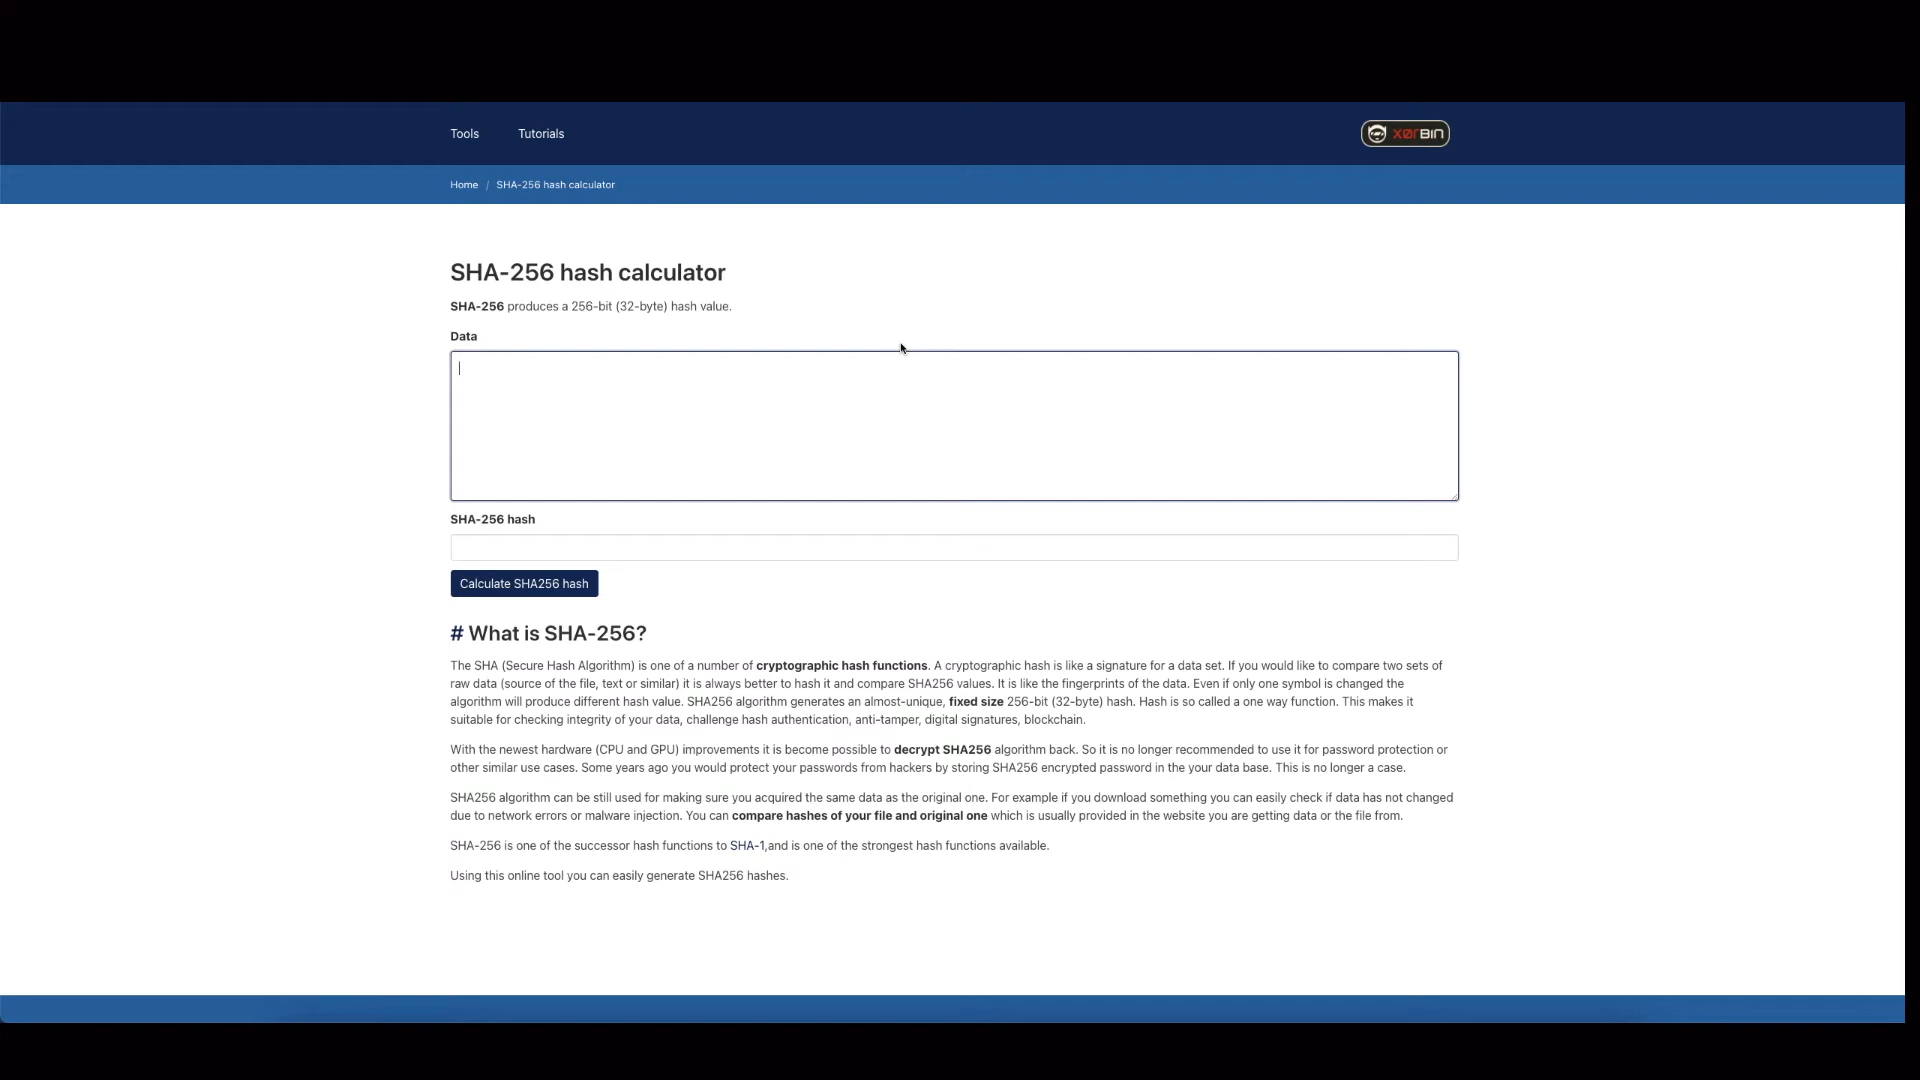 Tools Tutorials xørBIN
Home / SHA-256 hash calculator
SHA-256 hash calculator
SHA-256 produces a 256-bit (32-byte) hash value.
Data
SHA-256 hash
Calculate SHA256 hash
# What is SHA-256?
The SHA (Secure Hash Algorithm) is one of a number of cryptographic hash functions. A cryptographic hash is like a signature for a data set. If you would like to compare two sets of
raw data (source of the file, text or similar) it is always better to hash it and compare SHA256 values. It is like the fingerprints of the data. Even if only one symbol is changed the
algorithm will produce different hash value. SHA256 algorithm generates an almost-unique, fixed size 256-bit (32-byte) hash. Hash is so called a one way function. This makes it
suitable for checking integrity of your data, challenge hash authentication, anti-tamper, digital signatures, blockchain.
With the newest hardware (CPU and GPU) improvements it is become possible to decrypt SHA256 algorithm back. So it is no longer recommended to use it for password protection or
other similar use cases. Some years ago you would protect your passwords from hackers by storing SHA256 encrypted password in the your data base. This is no longer a case.
SHA256 algorithm can be still used for making sure you acquired the same data as the original one. For example if you download something you can easily check if data has not changed
due to network errors or malware injection. You can compare hashes of your file and original one which is usually provided in the website you are getting data or the file from.
SHA-256 is one of the successor hash functions to SHA-1,and is one of the strongest hash functions available.
Using this online tool you can easily generate SHA256 hashes.